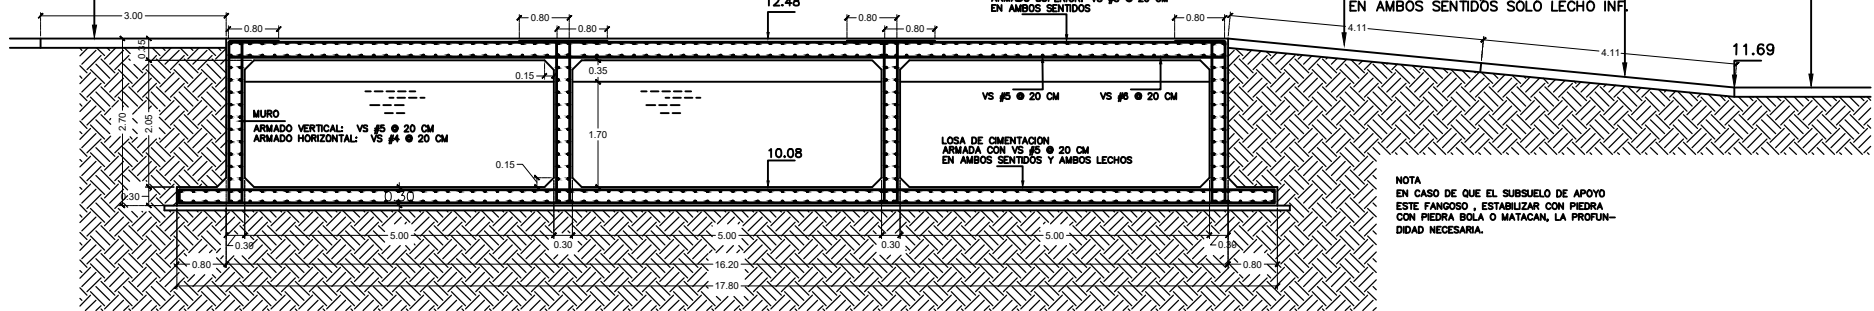 3.00
0.80
0.80
12.48
EN AMBOS SENTIDOS
0.80
0.80
EN AMBOS SENTIDOS SOLO LECHO INF.
0.80
0.80
4.11
4.11
11.69
0.35
2.70
2.05
0.30
0.15
0.35
1.70
VS #5 @ 20 CM
VS #6 @ 20 CM
MURO
ARMADO VERTICAL: VS #5 @ 20 CM
ARMADO HORIZONTAL: VS #4 @ 20 CM
0.15
10.08
LOSA DE CIMENTACION
ARMADA CON VS #5 @ 20 CM
EN AMBOS SENTIDOS Y AMBOS LECHOS
0.30
NOTA
EN CASO DE QUE EL SUBSUELO DE APOYO
ESTE FANGOSO , ESTABILIZAR CON PIEDRA
CON PIEDRA BOLA O MATACAN, LA PROFUN-
DIDAD NECESARIA.
0.30
5.00
0.30
5.00
0.30
5.00
0.30
0.80
16.20
0.80
17.80